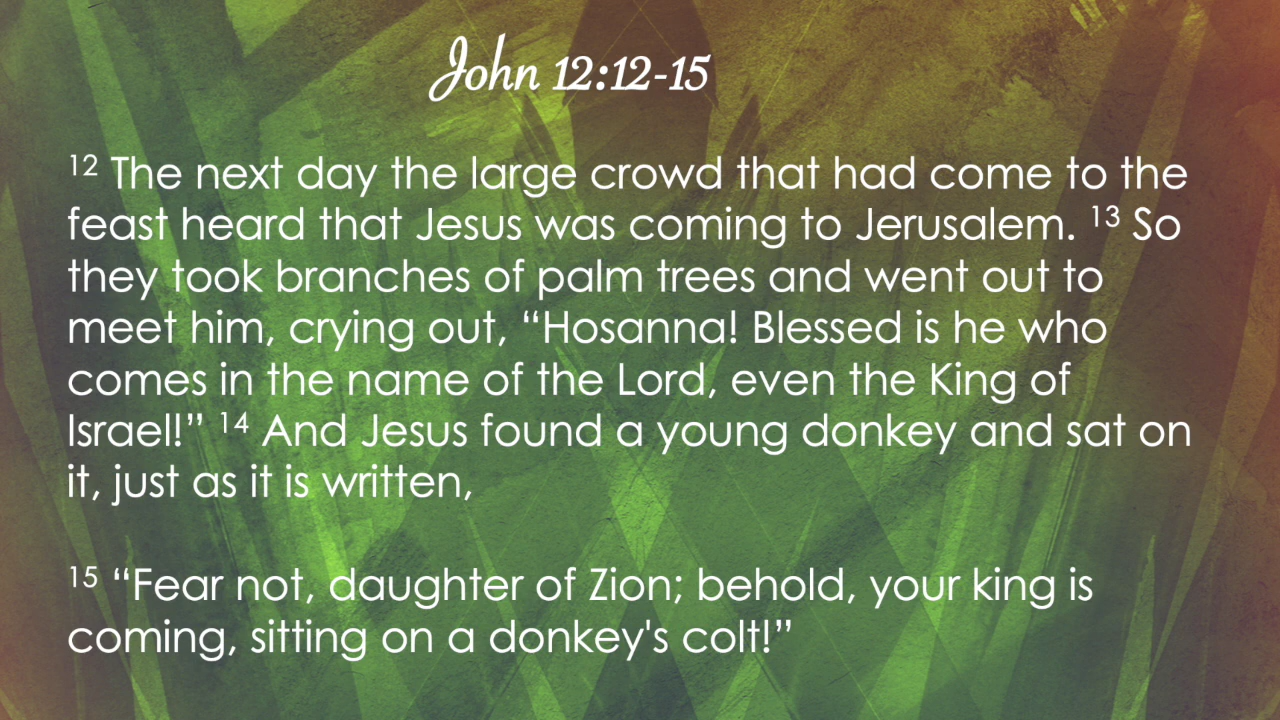 John 12:12-15
¹² The next day the large crowd that had come to the
feast heard that Jesus was coming to Jerusalem. ¹³ So
they took branches of palm trees and went out to
meet him, crying out, “Hosanna! Blessed is he who
comes in the name of the Lord, even the King of
Israel!” ¹⁴ And Jesus found a young donkey and sat on
it, just as it is written,
¹⁵ “Fear not, daughter of Zion; behold, your king is
coming, sitting on a donkey's colt!”